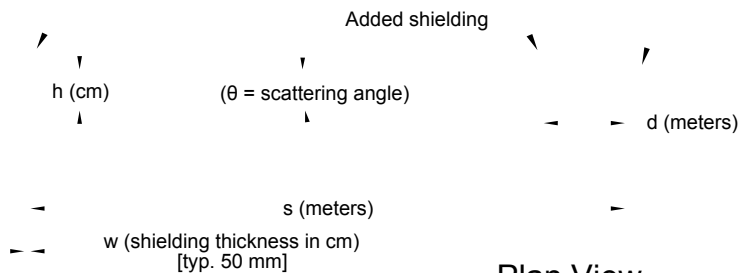 Added shielding
h (cm)
(θ = scattering angle)
d (meters)
s (meters)
w (shielding thickness in cm)
[typ. 50 mm]
Plan View